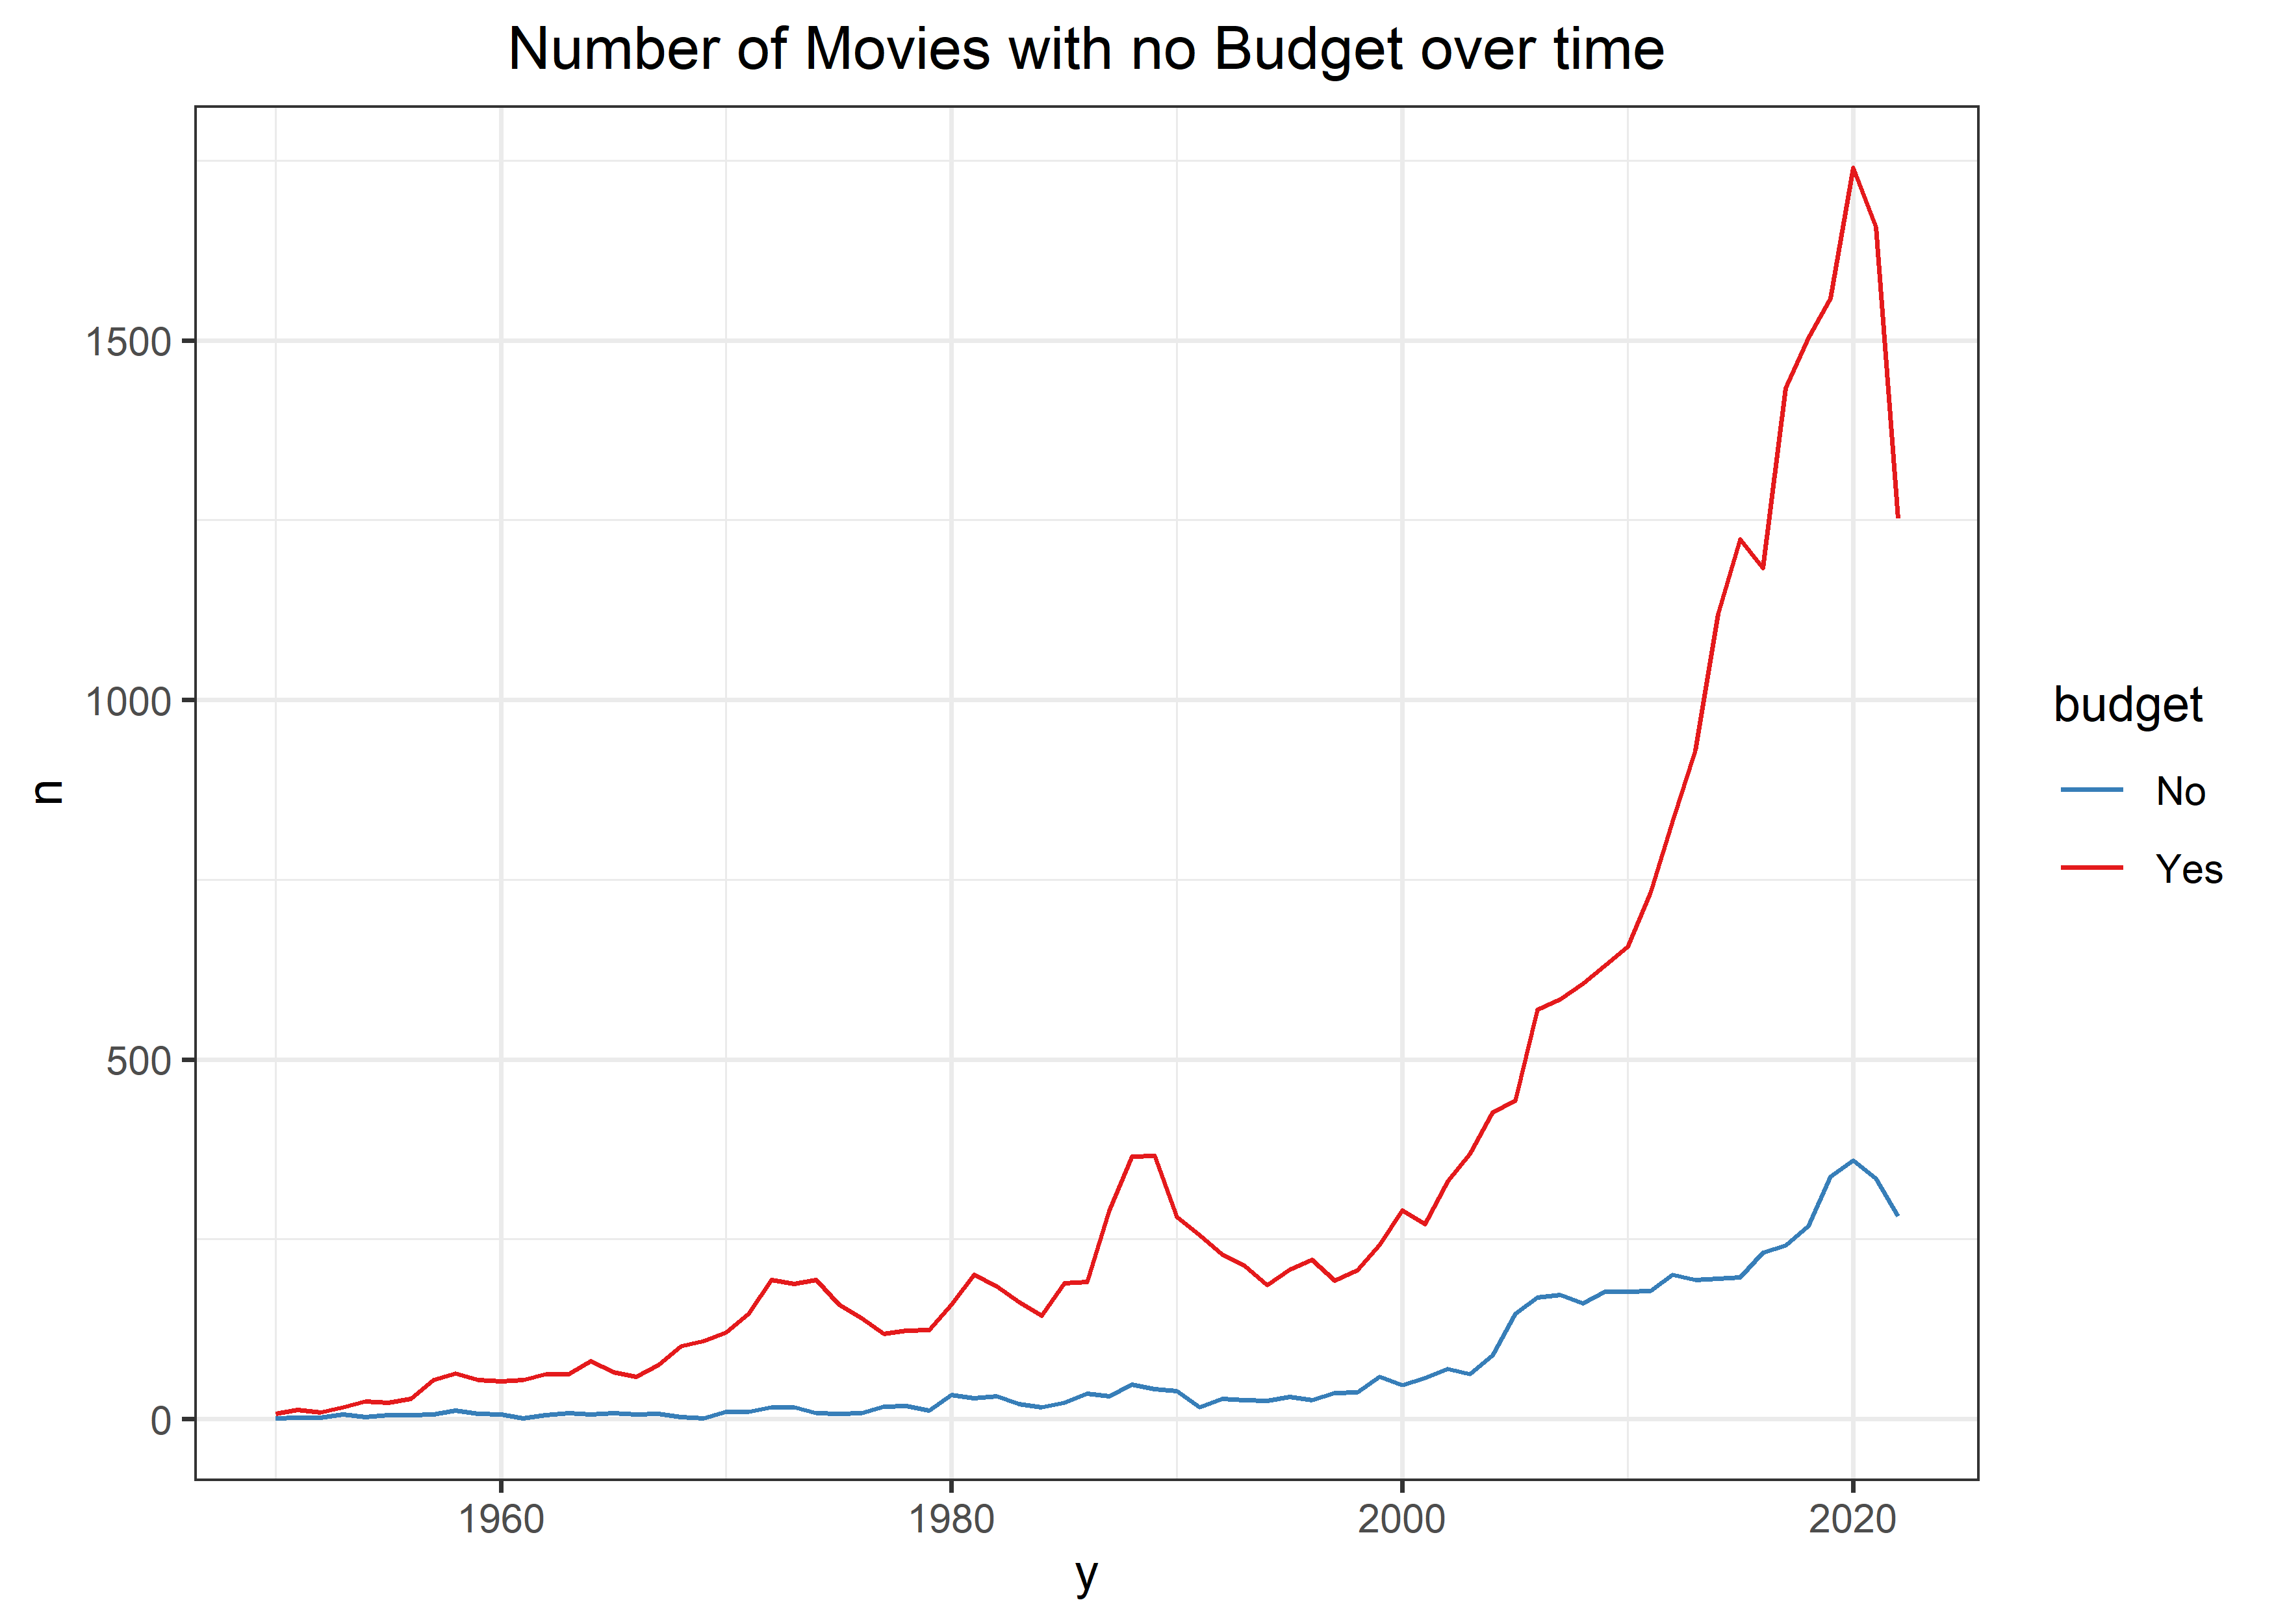 Number of Movies with no Budget over time
n
1500
1000
500
0
1960 1980 2000 2020
y
budget
No
Yes